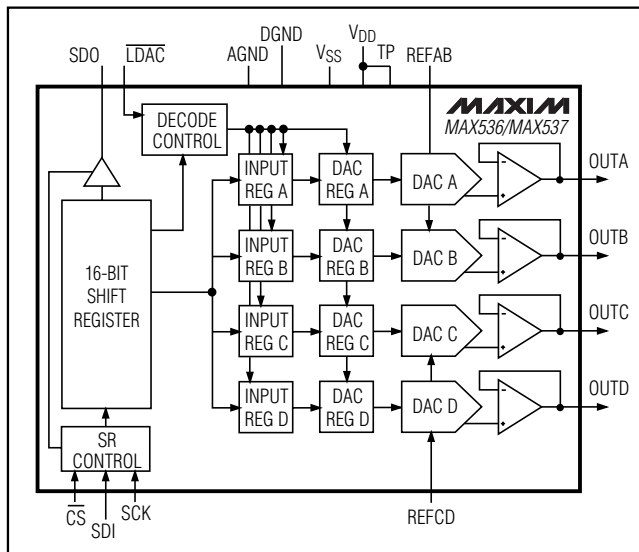 DGND
VDD
SDO
LDAC
AGND
VSS
TP
REFAB
MAXIM
MAX536/MAX537
DECODE
CONTROL
INPUT
REG A
DAC
REG A
DAC A
OUTA
INPUT
REG B
DAC
REG B
DAC B
OUTB
16-BIT
SHIFT
REGISTER
INPUT
REG C
DAC
REG C
DAC C
OUTC
INPUT
REG D
DAC
REG D
DAC D
OUTD
SR
CONTROL
CS
SDI
SCK
REFCD